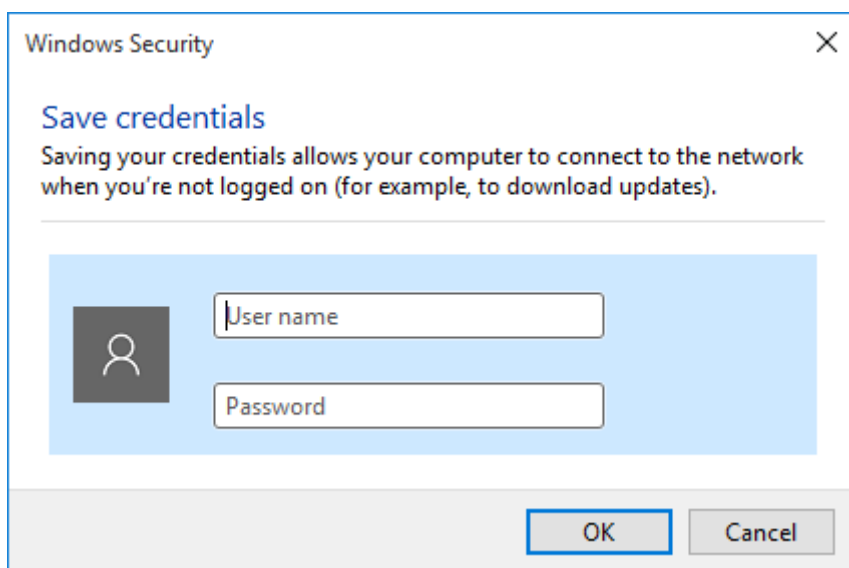 Windows Security
Save credentials
Saving your credentials allows your computer to connect to the network
when you're not logged on (for example, to download updates).
User name
Password
OK
Cancel